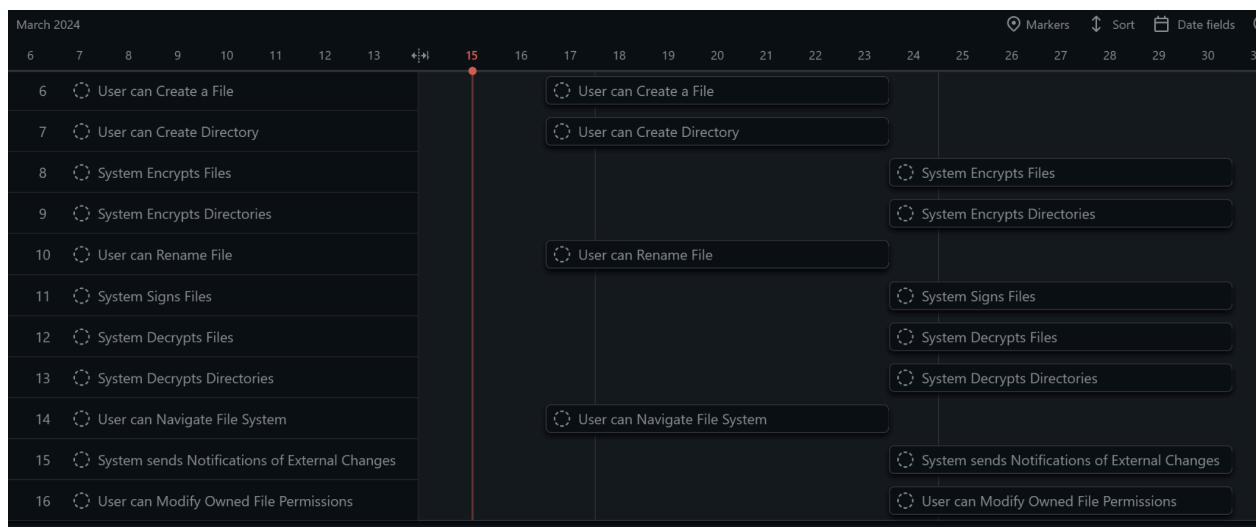 March 2024
Markers Sort Date fields
6 7 8 9 10 11 12 13 15 16 17 18 19 20 21 22 23 24 25 26 27 28 29 30
6 User can Create a File User can Create a File
7 User can Create Directory User can Create Directory
8 System Encrypts Files System Encrypts Files
9 System Encrypts Directories System Encrypts Directories
10 User can Rename File User can Rename File
11 System Signs Files System Signs Files
12 System Decrypts Files System Decrypts Files
13 System Decrypts Directories System Decrypts Directories
14 User can Navigate File System User can Navigate File System
15 System sends Notifications of External Changes System sends Notifications of External Changes
16 User can Modify Owned File Permissions User can Modify Owned File Permissions